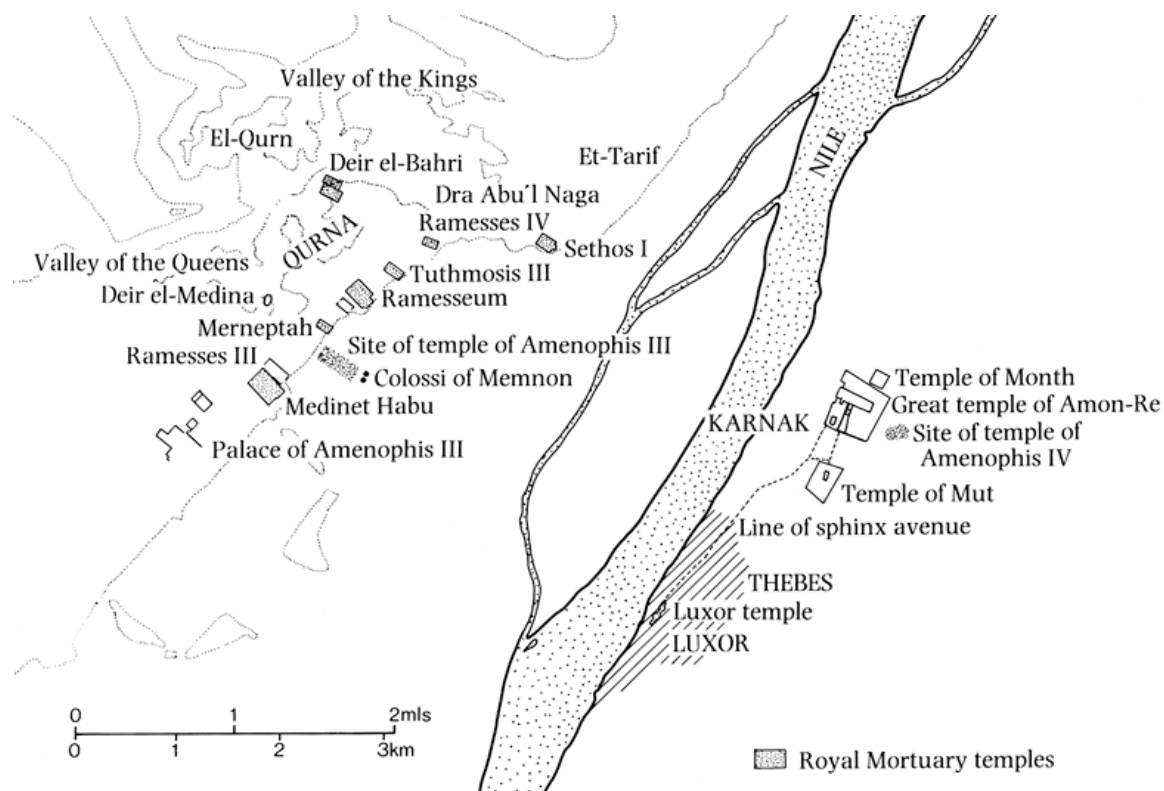 Valley of the Kings
El-Qurn
Deir el-Bahri
Et-Tarif
NILE
Dra Abu´l Naga
Ramesses IV
QURNA
Sethos I
Valley of the Queens
Tuthmosis III
Deir el-Medina
Ramesseum
Merneptah
Ramesses III
Site of temple of Amenophis III
Colossi of Memnon
Medinet Habu
Palace of Amenophis III
Temple of Month
Great temple of Amon-Re
KARNAK
Site of temple of
Amenophis IV
Temple of Mut
Line of sphinx avenue
THEBES
Luxor temple
LUXOR
0 1 2mls
0 1 2 3km
Royal Mortuary temples